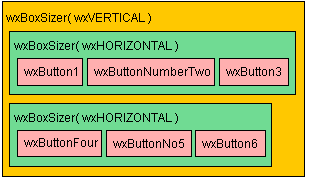 wxBoxSizer( wxVERTICAL )
wxBoxSizer( wxHORIZONTAL )
wxButton1 wxButtonNumberTwo wxButton3
wxBoxSizer( wxHORIZONTAL )
wxButtonFour wxButtonNo5 wxButton6